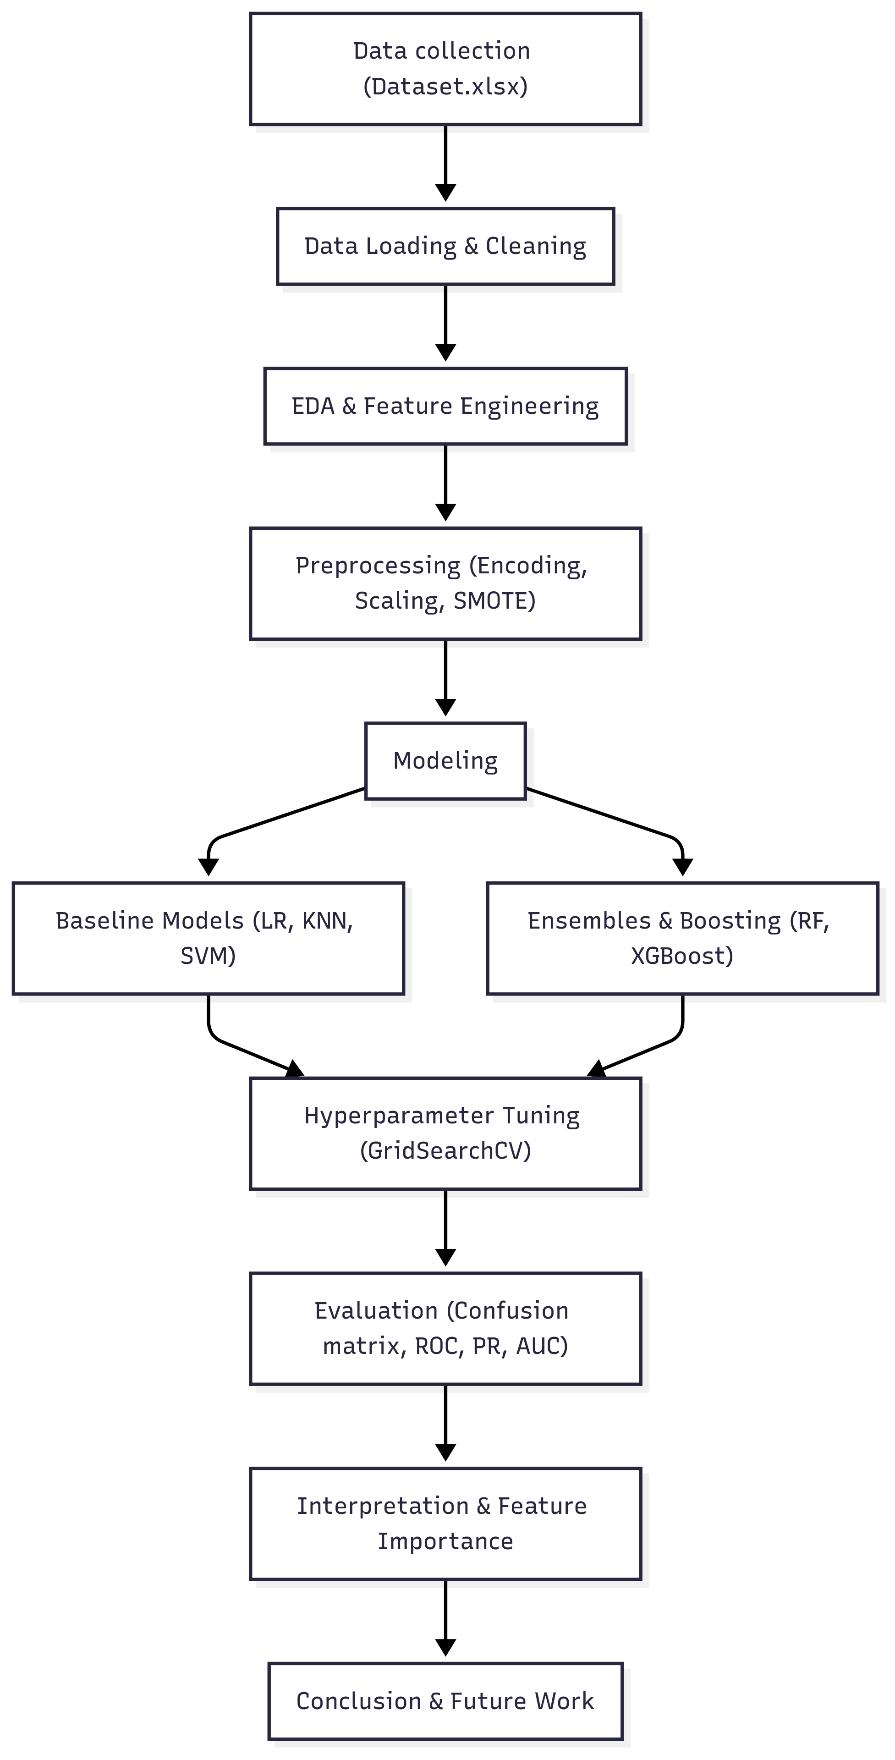 Data collection
(Dataset.xlsx)
Data Loading & Cleaning
EDA & Feature Engineering
Preprocessing (Encoding,
Scaling, SMOTE)
Modeling
Baseline Models (LR, KNN,
SVM)
Ensembles & Boosting (RF,
XGBoost)
Hyperparameter Tuning
(GridSearchCV)
Evaluation (Confusion
matrix, ROC, PR, AUC)
Interpretation & Feature
Importance
Conclusion & Future Work